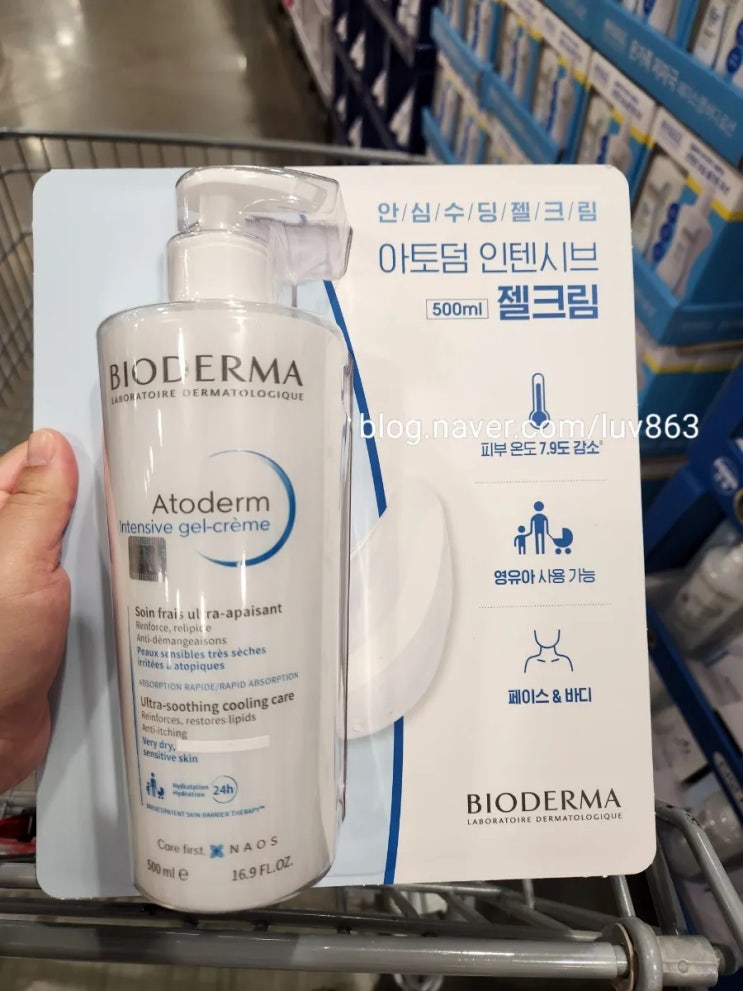 안/심/수/딩/젤/크/림
아토덤 인텐시브
500ml 젤크림
blog.naver.com/luv863
피부 온도 7.9도 감소
영유아 사용 가능
페이스 & 바디
BIODERMA
LABORATOIRE DERMATOLOGIQUE
BIODERMA
LABORATOIRE DERMATOLOGIQUE
Atoderm
Intensive gel-crème
Soin frais ultra-apaisant
Renforce, relipide
Anti-démangeaisons
Peaux sensibles très sèches
irritées à atopiques
ABSORPTION RAPIDE/RAPID ABSORPTION
Ultra-soothing cooling care
Reinforces, restores lipids
Anti-itching
Very dry,
sensitive skin
Hydratation
Hydration
24h
PATENT SKIN BARRIER THERAPY™
Care first. NAOS
500 ml e 16.9 FL.OZ.